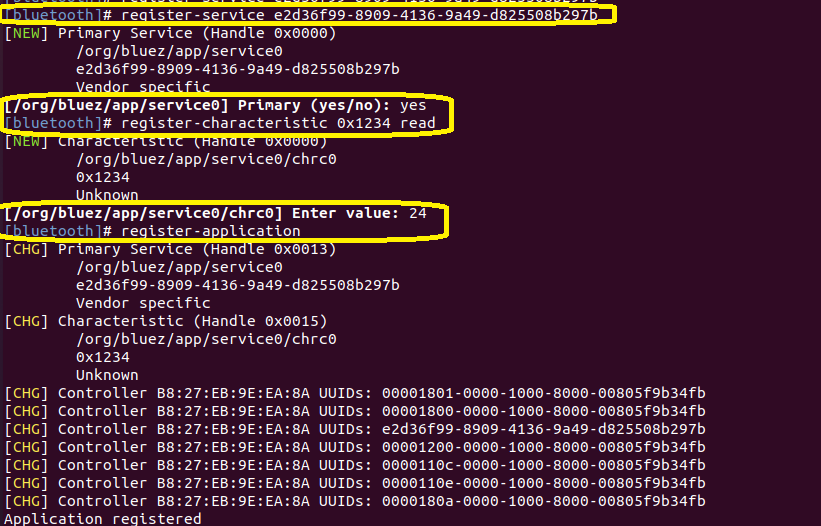 [bluetooth]# register-service e2d36f99-8909-4136-9a49-d825508b297b
[NEW] Primary Service (Handle 0x0000)
/org/bluez/app/service0
e2d36f99-8909-4136-9a49-d825508b297b
Vendor specific
[/org/bluez/app/service0] Primary (yes/no): yes
[bluetooth]# register-characteristic 0x1234 read
[NEW] Characteristic (Handle 0x0000)
/org/bluez/app/service0/chrc0
0x1234
Unknown
[/org/bluez/app/service0/chrc0] Enter value: 24
[bluetooth]# register-application
[CHG] Primary Service (Handle 0x0013)
/org/bluez/app/service0
e2d36f99-8909-4136-9a49-d825508b297b
Vendor specific
[CHG] Characteristic (Handle 0x0015)
/org/bluez/app/service0/chrc0
0x1234
Unknown
[CHG] Controller B8:27:EB:9E:EA:8A UUIDs: 00001801-0000-1000-8000-00805f9b34fb
[CHG] Controller B8:27:EB:9E:EA:8A UUIDs: 00001800-0000-1000-8000-00805f9b34fb
[CHG] Controller B8:27:EB:9E:EA:8A UUIDs: e2d36f99-8909-4136-9a49-d825508b297b
[CHG] Controller B8:27:EB:9E:EA:8A UUIDs: 00001200-0000-1000-8000-00805f9b34fb
[CHG] Controller B8:27:EB:9E:EA:8A UUIDs: 0000110c-0000-1000-8000-00805f9b34fb
[CHG] Controller B8:27:EB:9E:EA:8A UUIDs: 0000110e-0000-1000-8000-00805f9b34fb
[CHG] Controller B8:27:EB:9E:EA:8A UUIDs: 0000180a-0000-1000-8000-00805f9b34fb
Application registered